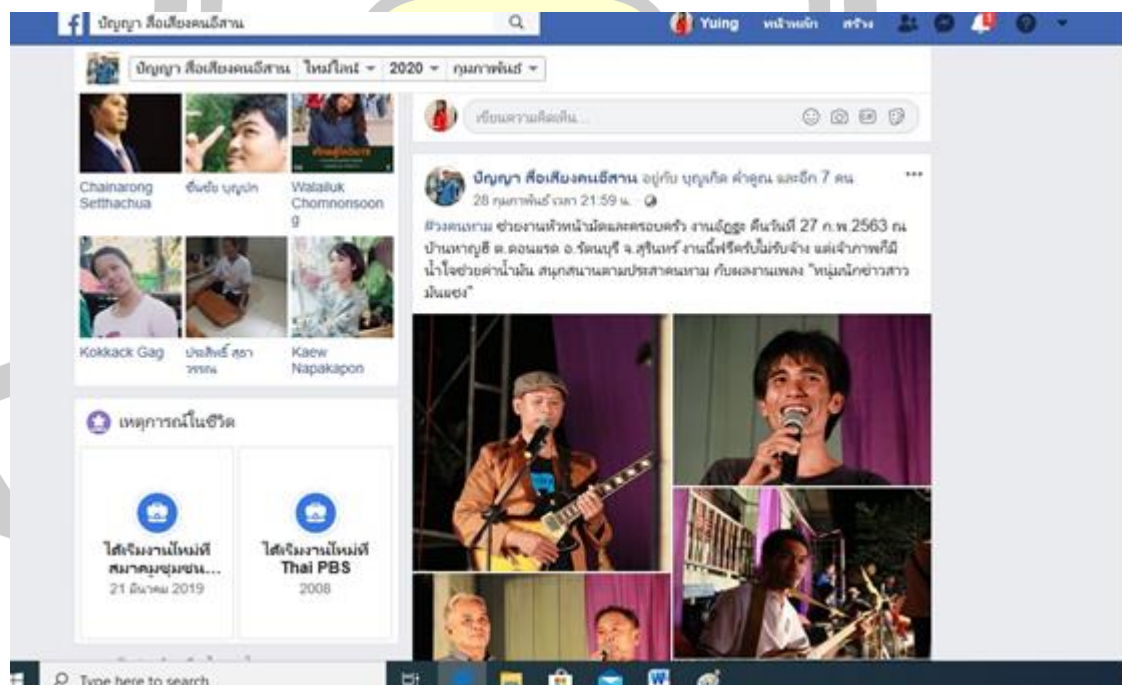 ปัญญา สื่อเสียงคนอีสาน
Yuing หน้าหลัก สร้าง
ปัญญา สื่อเสียงคนอีสาน ไทม์ไลน์ 2020 กุมภาพันธ์
Chainarong Setthachua
ชื่นชัย บุญปก
Walailuk Chomnonsoong
Kokkack Gag
ประสิทธิ์ สุธาวรรณ
Kaew Napakapon
เหตุการณ์ในชีวิต
ได้เริ่มงานใหม่ที่
สมาคมชุมชน...
21 มีนาคม 2019
ได้เริ่มงานใหม่ที่
Thai PBS
2008
เขียนความคิดเห็น...
ปัญญา สื่อเสียงคนอีสาน อยู่กับ บุญเกิด คำคูณ และอีก 7 คน
28 กุมภาพันธ์ เวลา 21:59 น.
#วงคนทาม ช่วยงานหัวหน้ามัดและครอบครัว งานอัฏฐะ คืนวันที่ 27 ก.พ.2563 ณ
บ้านหาญฮี ต.ดอนแรด อ.รัตนบุรี จ.สุรินทร์ งานนี้ฟรีครับไม่รับจ้าง แต่เจ้าภาพก็มี
น้ำใจช่วยค่าน้ำมัน สนุกสนานตามประสาคนทาม กับผลงานเพลง "หนุ่มนักข่าวสาว
มันแซง"
Type here to search